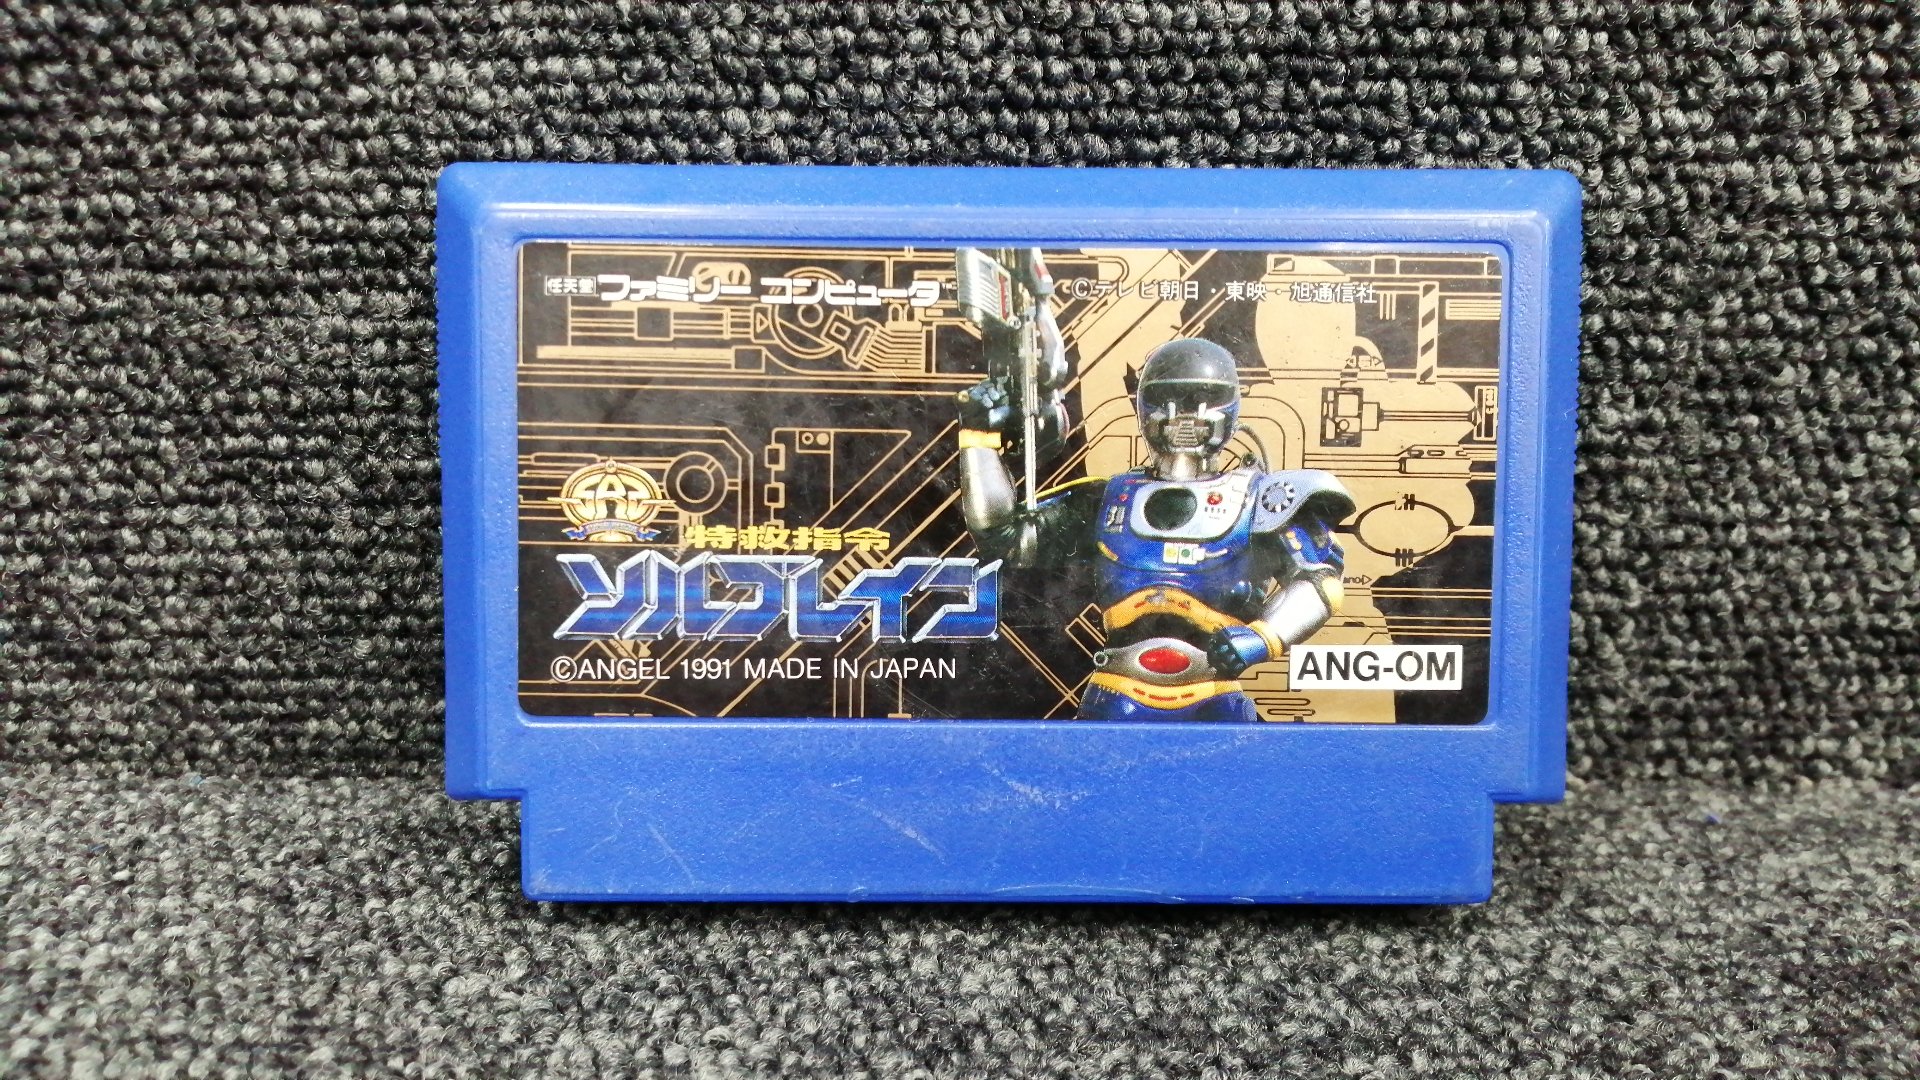 任天堂 ファミリー コンピュータ™
©テレビ朝日・東映・旭通信社
特救指令
ソルブレイン
©ANGEL 1991 MADE IN JAPAN
ANG-OM